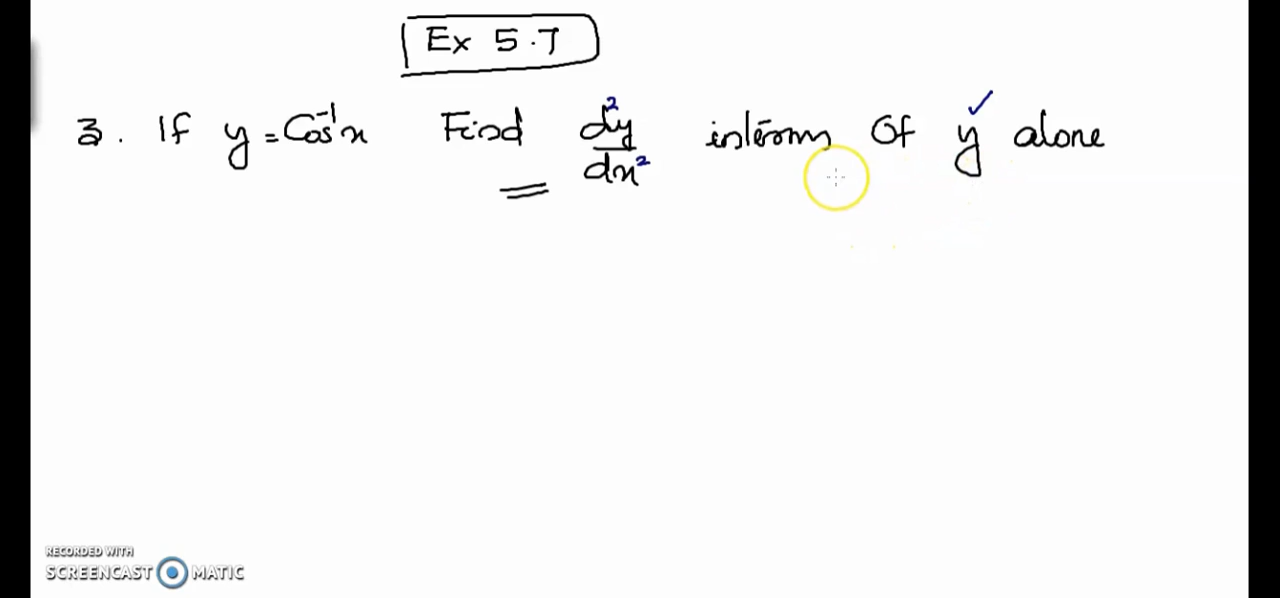 Ex 5.7
3. If y = Cos⁻¹x Find d²y/dx² interms Of y alone
RECORDED WITH
SCREENCAST MATIC